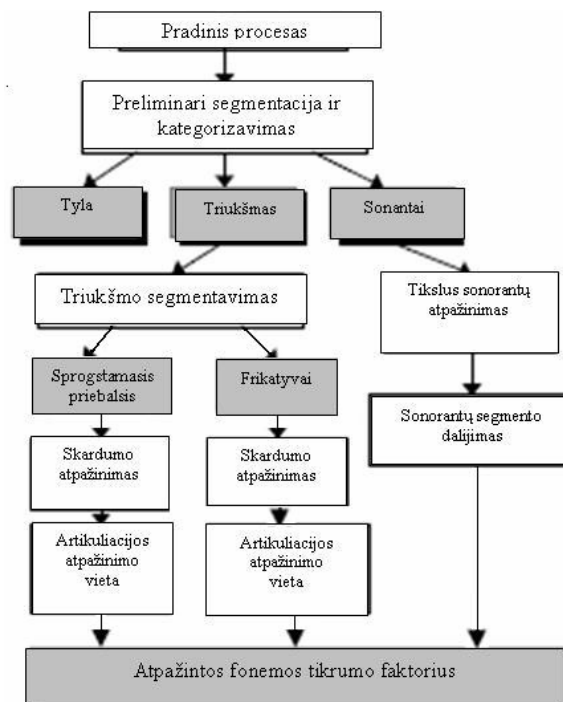 Pradinis procesas
Preliminari segmentacija ir
kategorizavimas
Tyla
Triukšmas
Sonantai
Triukšmo segmentavimas
Tikslus sonorantų
atpažinimas
Sprogstamasis
priebalsis
Frikatyvai
Sonorantų segmento
dalijimas
Skardumo
atpažinimas
Skardumo
atpažinimas
Artikuliacijos
atpažinimo
vieta
Artikuliacijos
atpažinimo
vieta
Atpažintos fonemos tikrumo faktorius